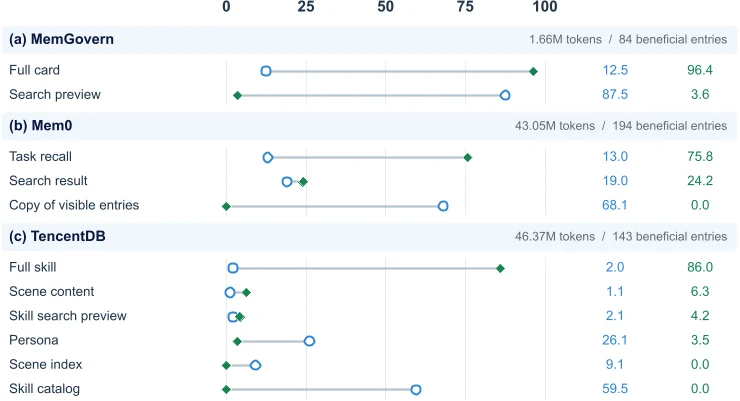 0 25 50 75 100
(a) MemGovern 1.66M tokens / 84 beneficial entries
Full card 12.5 96.4
Search preview 87.5 3.6
(b) Mem0 43.05M tokens / 194 beneficial entries
Task recall 13.0 75.8
Search result 19.0 24.2
Copy of visible entries 68.1 0.0
(c) TencentDB 46.37M tokens / 143 beneficial entries
Full skill 2.0 86.0
Scene content 1.1 6.3
Skill search preview 2.1 4.2
Persona 26.1 3.5
Scene index 9.1 0.0
Skill catalog 59.5 0.0